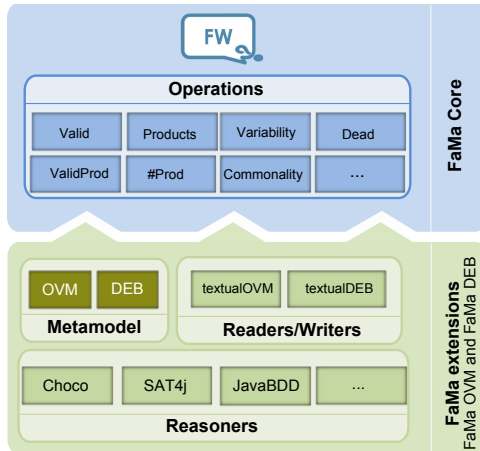 FW
Operations
Valid Products Variability Dead
ValidProd #Prod Commonality ...
FaMa Core
OVM DEB
Metamodel
textualOVM textualDEB
Readers/Writers
Choco SAT4j JavaBDD ...
Reasoners
FaMa extensions
FaMa OVM and FaMa DEB